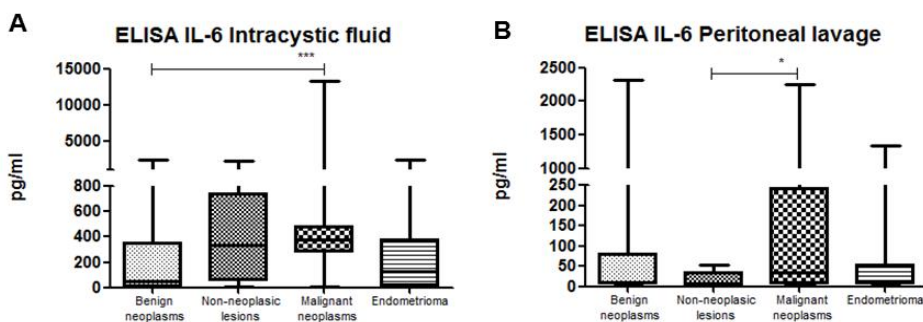 A
ELISA IL-6 Intracystic fluid
***
15000
10000
5000
800
600
400
200
0
pg/ml
Benign
neoplasms
Non-neoplasic
lesions
Malignant
neoplasms
Endometrioma
B
ELISA IL-6 Peritoneal lavage
*
2500
2000
1500
1000
250
200
150
100
50
0
pg/ml
Benign
neoplasms
Non-neoplasic
lesions
Malignant
neoplasms
Endometrioma